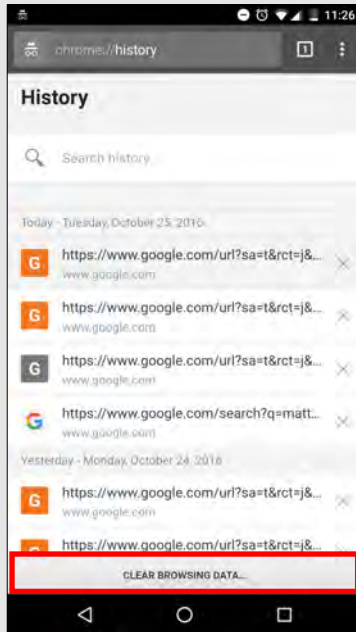 11:26
chrome://history
1
History
Search history
Today - Tuesday, October 25, 2016
G https://www.google.com/url?sa=t&rct=j&...
www.google.com
G https://www.google.com/url?sa=t&rct=j&...
www.google.com
G https://www.google.com/url?sa=t&rct=j&...
www.google.com
G https://www.google.com/search?q=matt...
www.google.com
Yesterday - Monday, October 24, 2016
G https://www.google.com/url?sa=t&rct=j&...
www.google.com
G https://www.google.com/url?sa=t&rct=j&...
CLEAR BROWSING DATA...